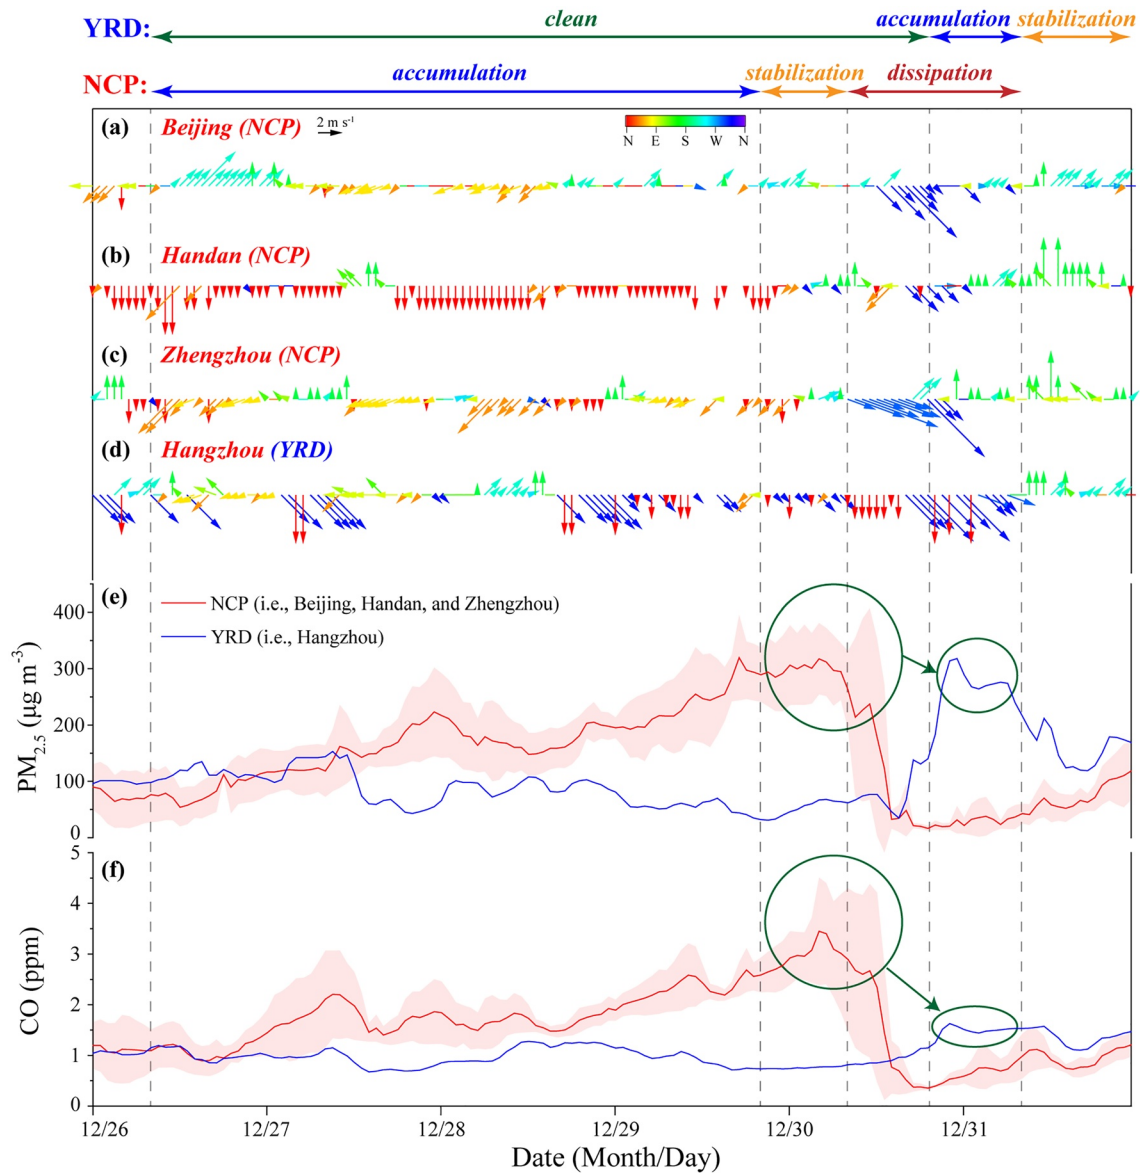 YRD: clean accumulation stabilization
NCP: accumulation stabilization dissipation
(a) Beijing (NCP) 2 m s⁻¹
N E S W N
(b) Handan (NCP)
(c) Zhengzhou (NCP)
(d) Hangzhou (YRD)
(e) NCP (i.e., Beijing, Handan, and Zhengzhou)
YRD (i.e., Hangzhou)
400
300
200
100
0
PM2.5 (μg m⁻³)
(f)
5
4
3
2
1
0
CO (ppm)
12/26 12/27 12/28 12/29 12/30 12/31
Date (Month/Day)